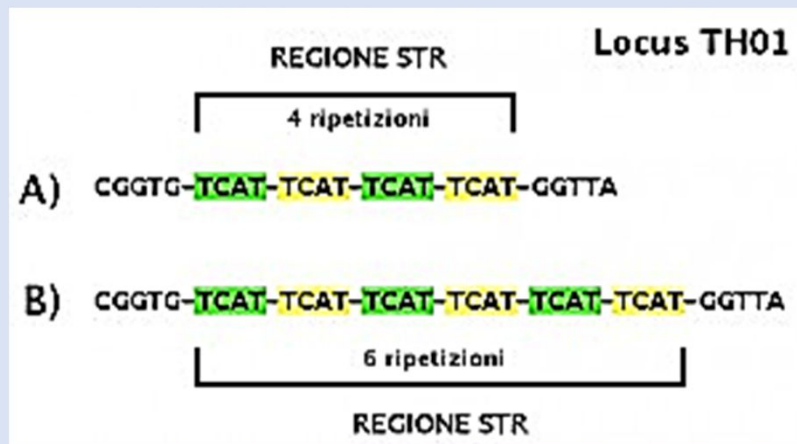 Locus TH01
REGIONE STR
4 ripetizioni
A) CGGTG-TCAT-TCAT-TCAT-TCAT-GGTTA
B) CGGTG-TCAT-TCAT-TCAT-TCAT-TCAT-TCAT-GGTTA
6 ripetizioni
REGIONE STR